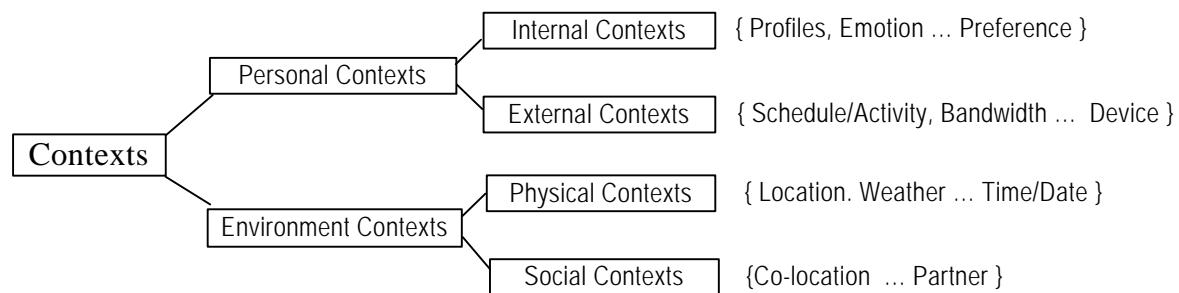 Internal Contexts { Profiles, Emotion … Preference }
Personal Contexts
External Contexts { Schedule/Activity, Bandwidth … Device }
Contexts
Physical Contexts { Location. Weather … Time/Date }
Environment Contexts
Social Contexts {Co-location … Partner }